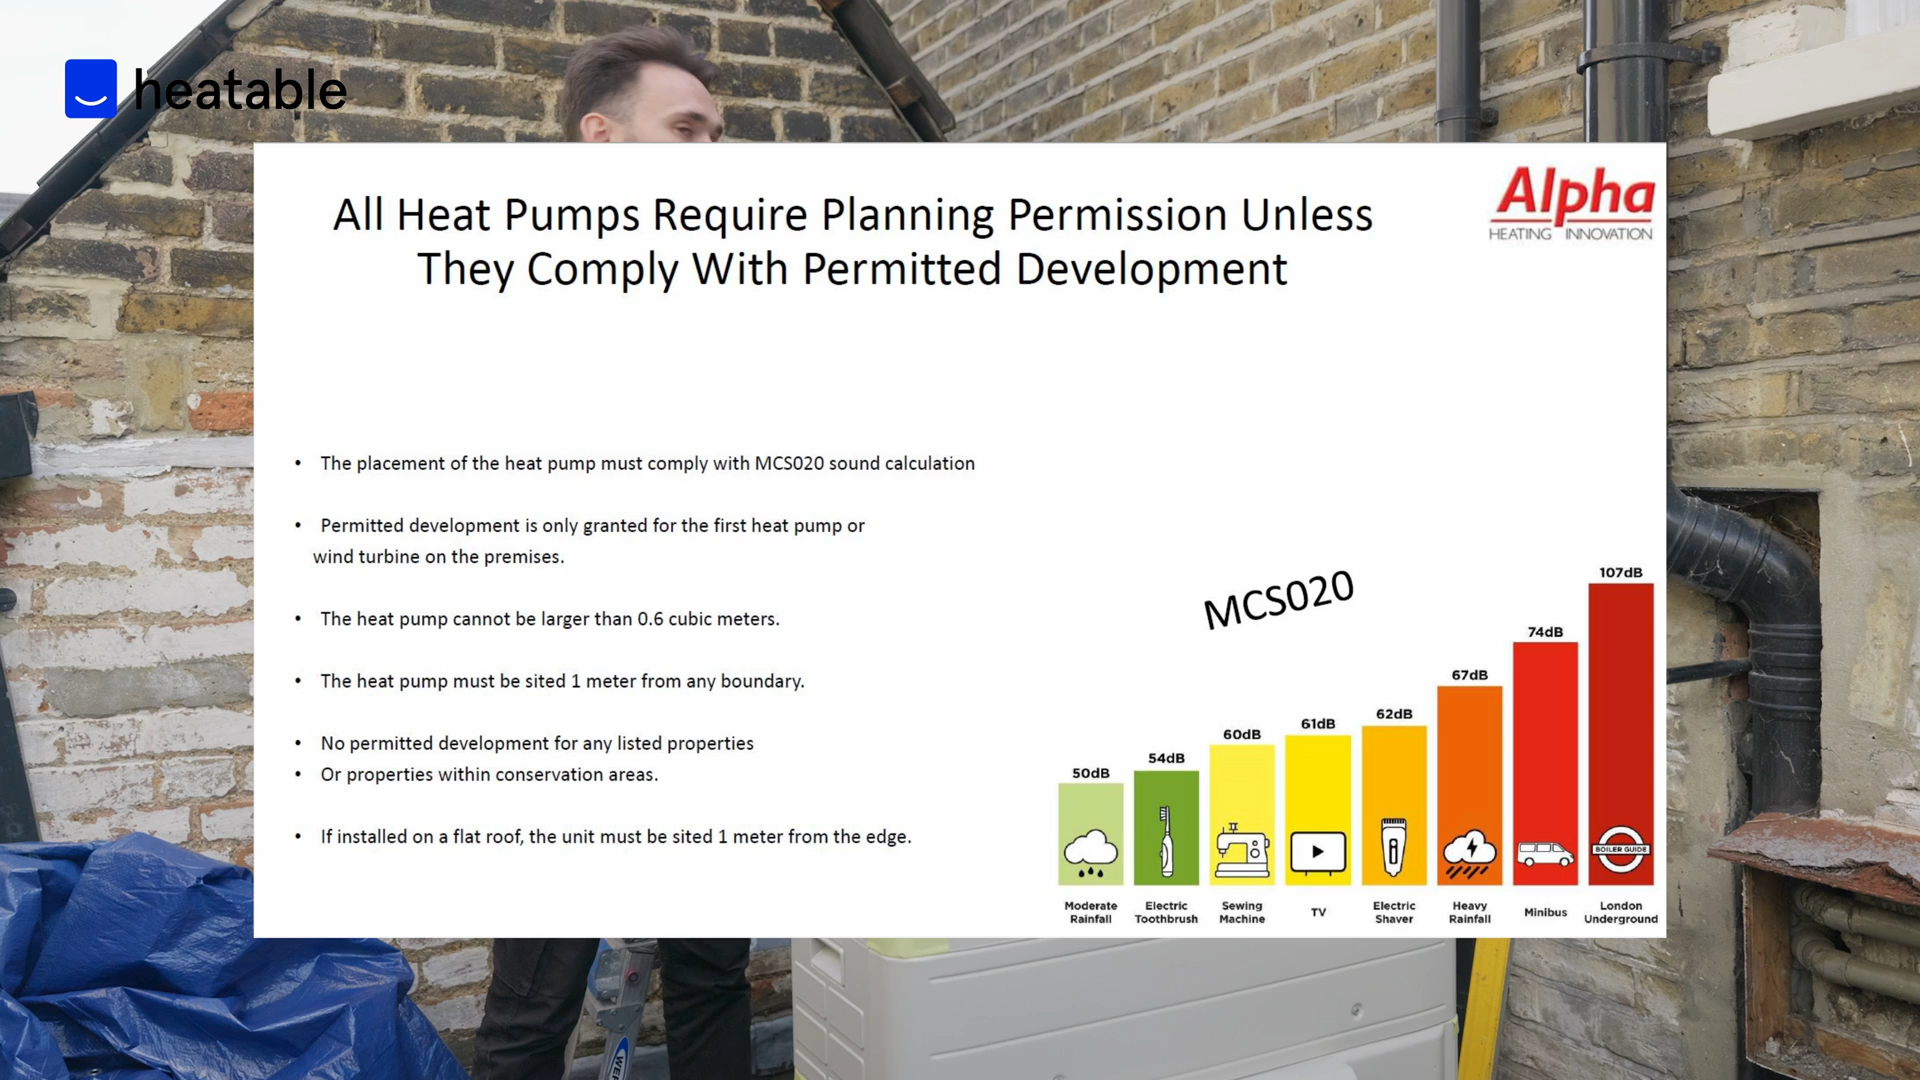 heatable
Alpha
HEATING INNOVATION
All Heat Pumps Require Planning Permission Unless
They Comply With Permitted Development
• The placement of the heat pump must comply with MCS020 sound calculation
• Permitted development is only granted for the first heat pump or
wind turbine on the premises.
• The heat pump cannot be larger than 0.6 cubic meters.
• The heat pump must be sited 1 meter from any boundary.
• No permitted development for any listed properties
• Or properties within conservation areas.
• If installed on a flat roof, the unit must be sited 1 meter from the edge.
MCS020
50dB
54dB
60dB
61dB
62dB
67dB
74dB
107dB
BOILER GUIDE
Moderate
Rainfall
Electric
Toothbrush
Sewing
Machine
TV
Electric
Shaver
Heavy
Rainfall
Minibus
London
Underground